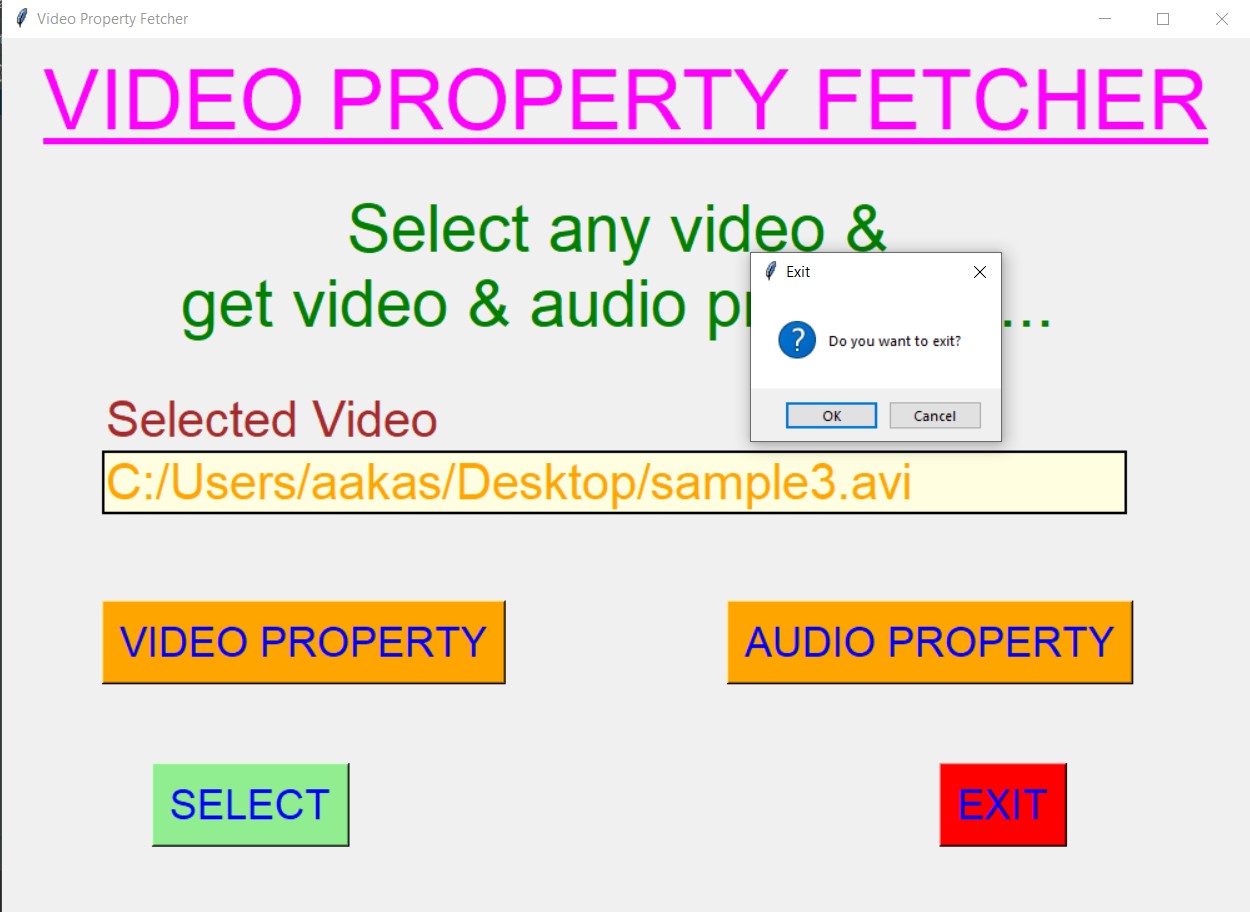 Video Property Fetcher
VIDEO PROPERTY FETCHER
Select any video &
get video & audio
Exit
Do you want to exit?
OK Cancel
Selected Video
C:/Users/aakas/Desktop/sample3.avi
VIDEO PROPERTY AUDIO PROPERTY
SELECT EXIT